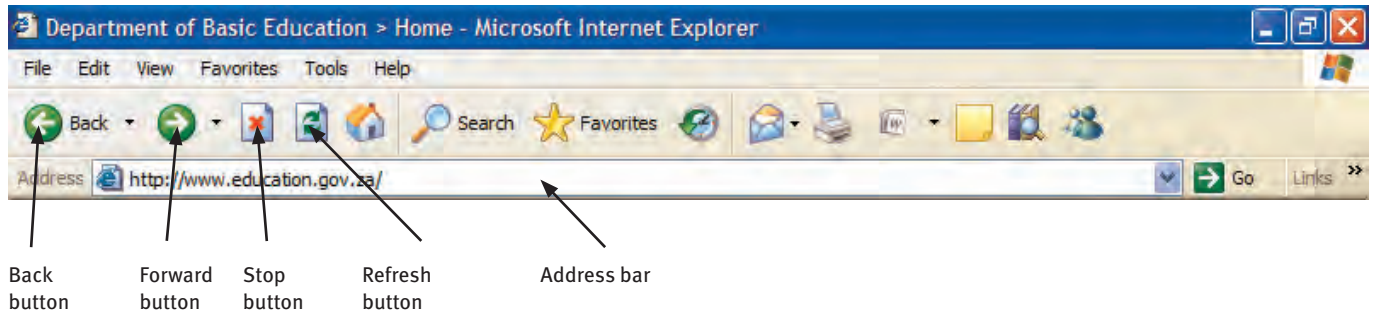 Department of Basic Education > Home - Microsoft Internet Explorer
File Edit View Favorites Tools Help
Back Search Favorites
Address http://www.education.gov.za/ Go Links »
Back button
Forward button
Stop button
Refresh button
Address bar